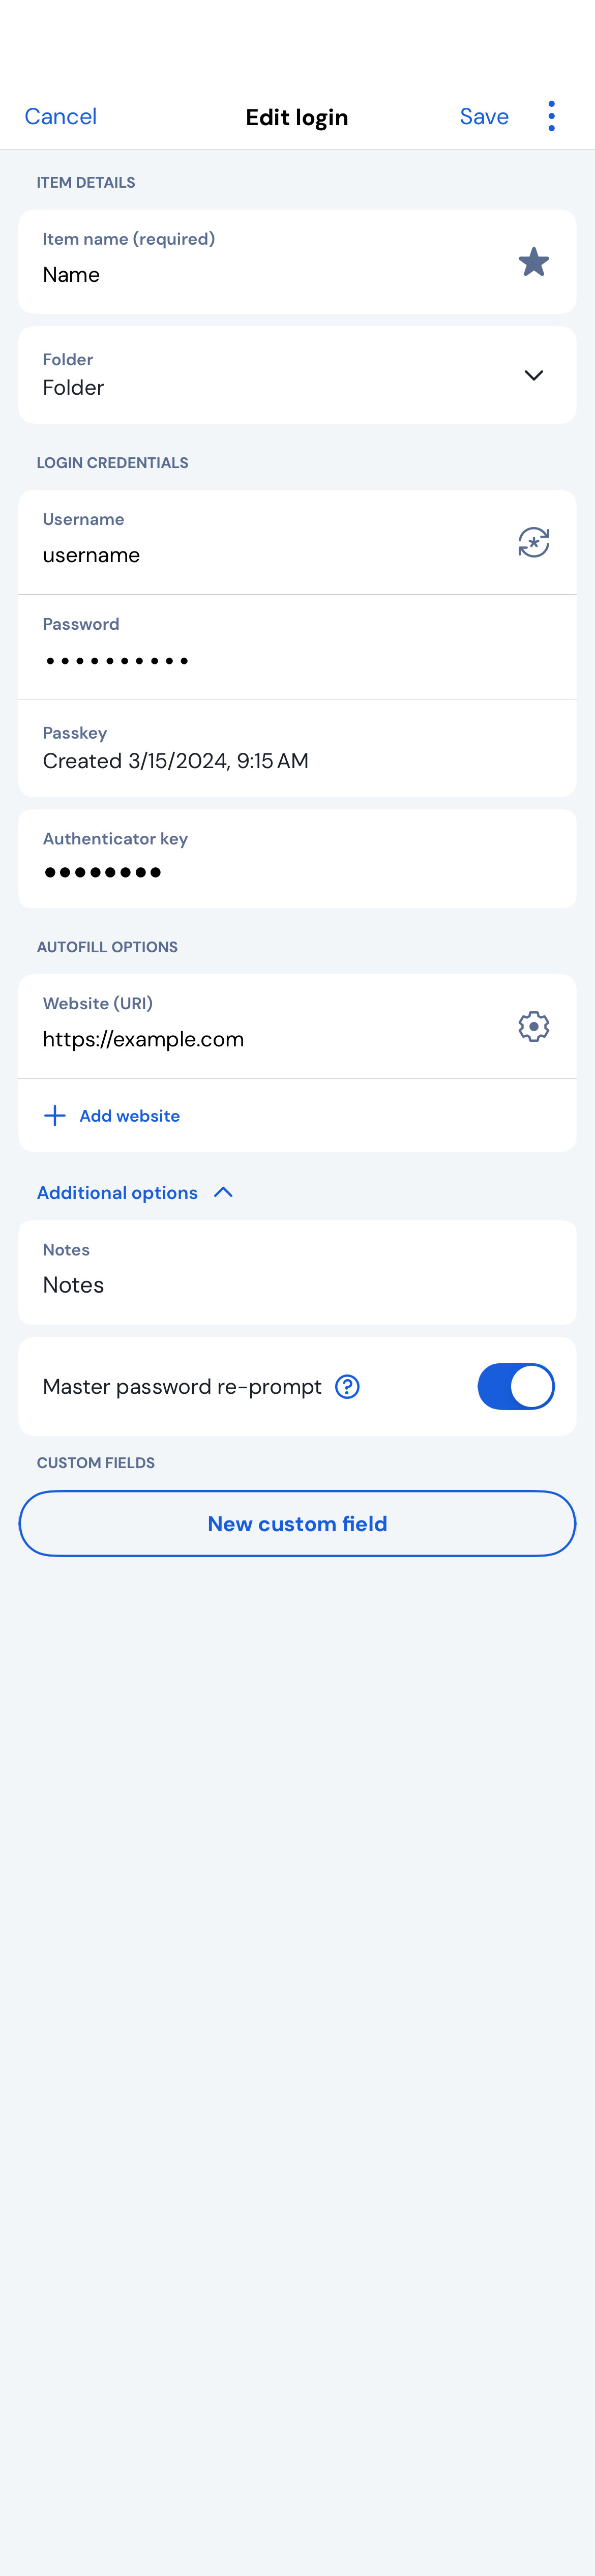 Cancel
Edit login
Save
ITEM DETAILS
Item name (required)
Name
Folder
Folder
LOGIN CREDENTIALS
Username
username
Password
••••••••••
Passkey
Created 3/15/2024, 9:15 AM
Authenticator key
••••••••
AUTOFILL OPTIONS
Website (URI)
https://example.com
Add website
Additional options
Notes
Notes
Master password re-prompt
CUSTOM FIELDS
New custom field